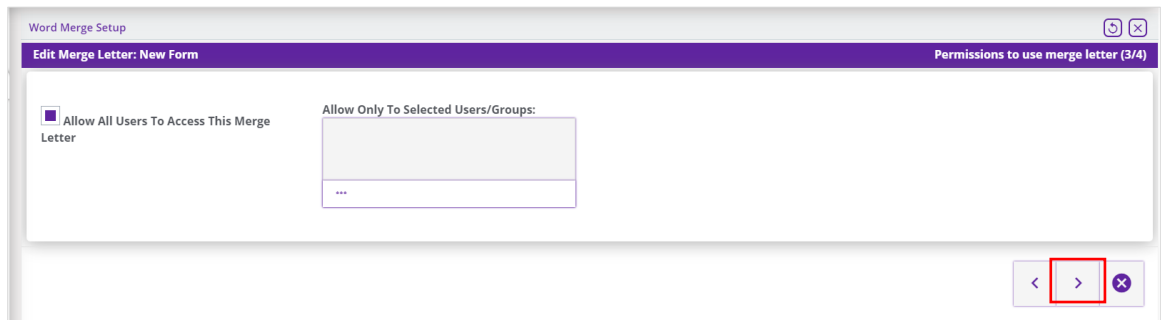 Word Merge Setup
Edit Merge Letter: New Form
Permissions to use merge letter (3/4)
Allow All Users To Access This Merge
Letter
Allow Only To Selected Users/Groups:
...